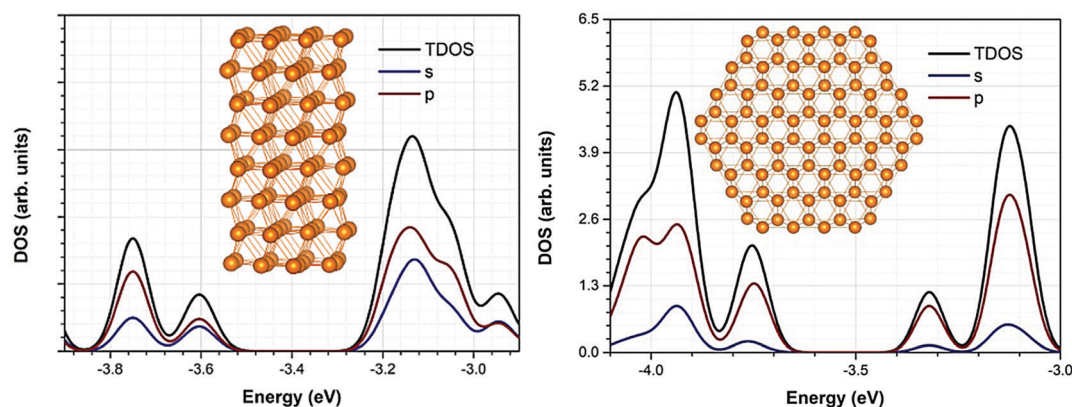 TDOS
s
p
DOS (arb. units)
-3.8
-3.6
-3.4
-3.2
-3.0
Energy (eV)
6.5
5.2
3.9
2.6
1.3
0.0
TDOS
s
p
DOS (arb. units)
-4.0
-3.5
-3.0
Energy (eV)